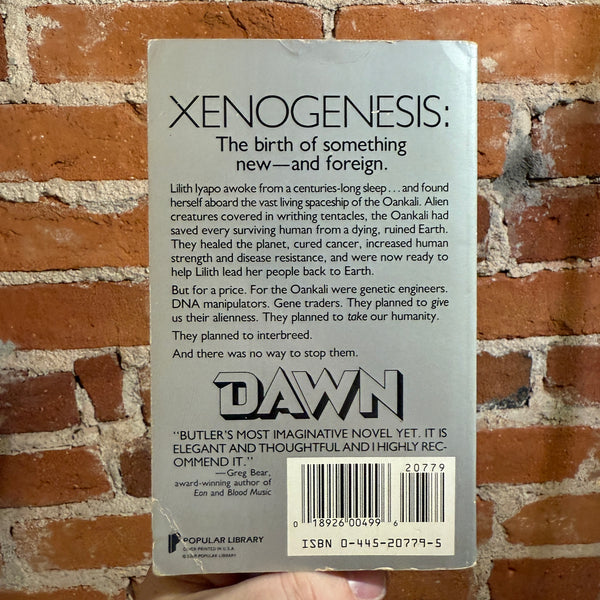 XENOGENESIS:
The birth of something
new—and foreign.
Lilith Iyapo awoke from a centuries-long sleep . . . and found
herself aboard the vast living spaceship of the Oankali. Alien
creatures covered in writhing tentacles, the Oankali had
saved every surviving human from a dying, ruined Earth.
They healed the planet, cured cancer, increased human
strength and disease resistance, and were now ready to
help Lilith lead her people back to Earth.
But for a price. For the Oankali were genetic engineers.
DNA manipulators. Gene traders. They planned to give
us their alienness. They planned to take our humanity.
They planned to interbreed.
And there was no way to stop them.
DAWN
"BUTLER'S MOST IMAGINATIVE NOVEL YET. IT IS
ELEGANT AND THOUGHTFUL AND I HIGHLY REC-
OMMEND IT."
—Greg Bear,
award-winning author of
Eon and Blood Music
20779
0 18926 00499 6
ISBN 0-445-20779-5
POPULAR LIBRARY
COVER PRINTED IN U.S.A.
POPULAR LIBRARY